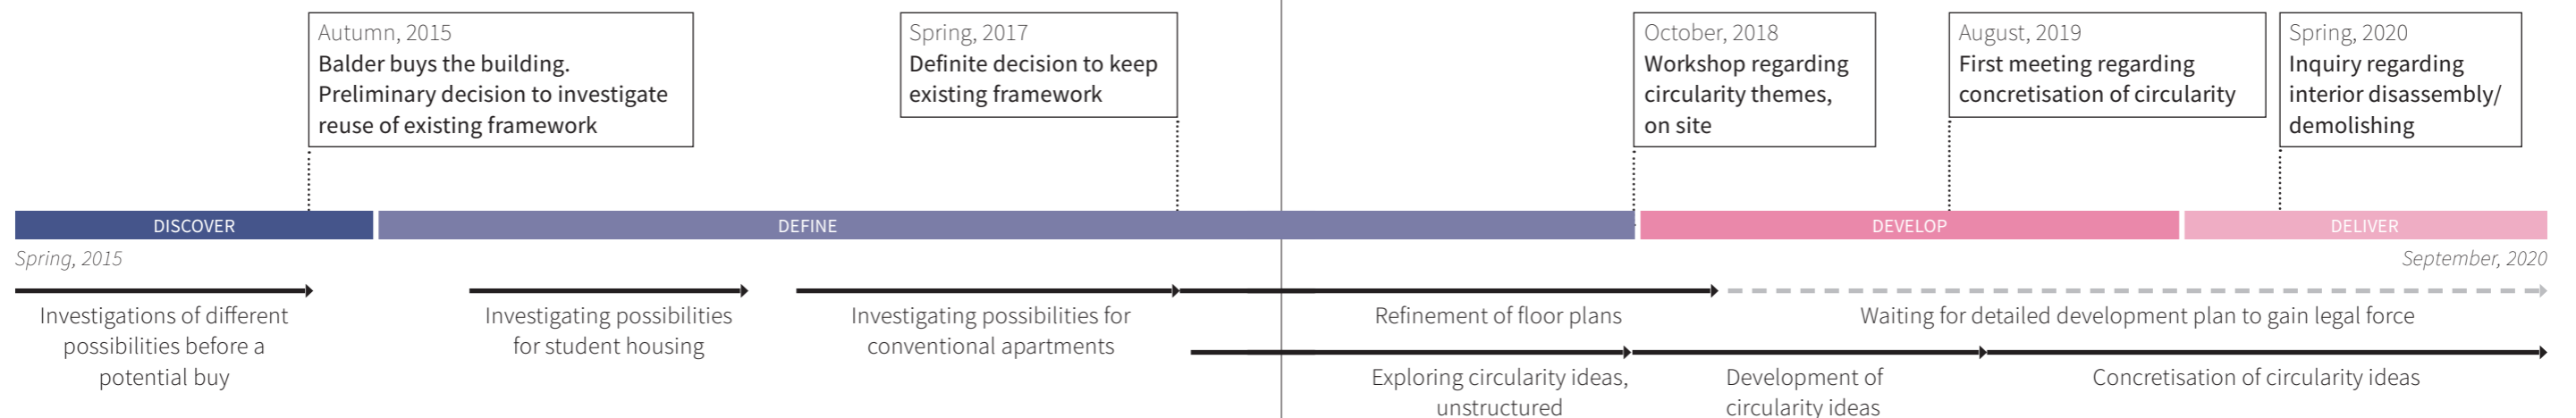 Autumn, 2015
Balder buys the building.
Preliminary decision to investigate
reuse of existing framework
Spring, 2017
Definite decision to keep
existing framework
October, 2018
Workshop regarding
circularity themes,
on site
August, 2019
First meeting regarding
concretisation of circularity
Spring, 2020
Inquiry regarding
interior disassembly/
demolishing
DISCOVER
DEFINE
DEVELOP
DELIVER
Spring, 2015
September, 2020
Investigations of different
possibilities before a
potential buy
Investigating possibilities
for student housing
Investigating possibilities for
conventional apartments
Refinement of floor plans
Waiting for detailed development plan to gain legal force
Exploring circularity ideas,
unstructured
Development of
circularity ideas
Concretisation of circularity ideas